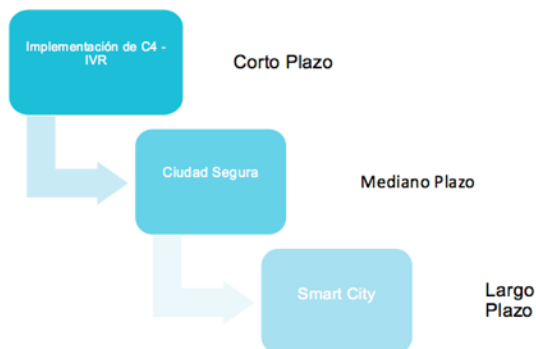 Implementación de C4 -
IVR
Corto Plazo
Ciudad Segura
Mediano Plazo
Smart City
Largo
Plazo